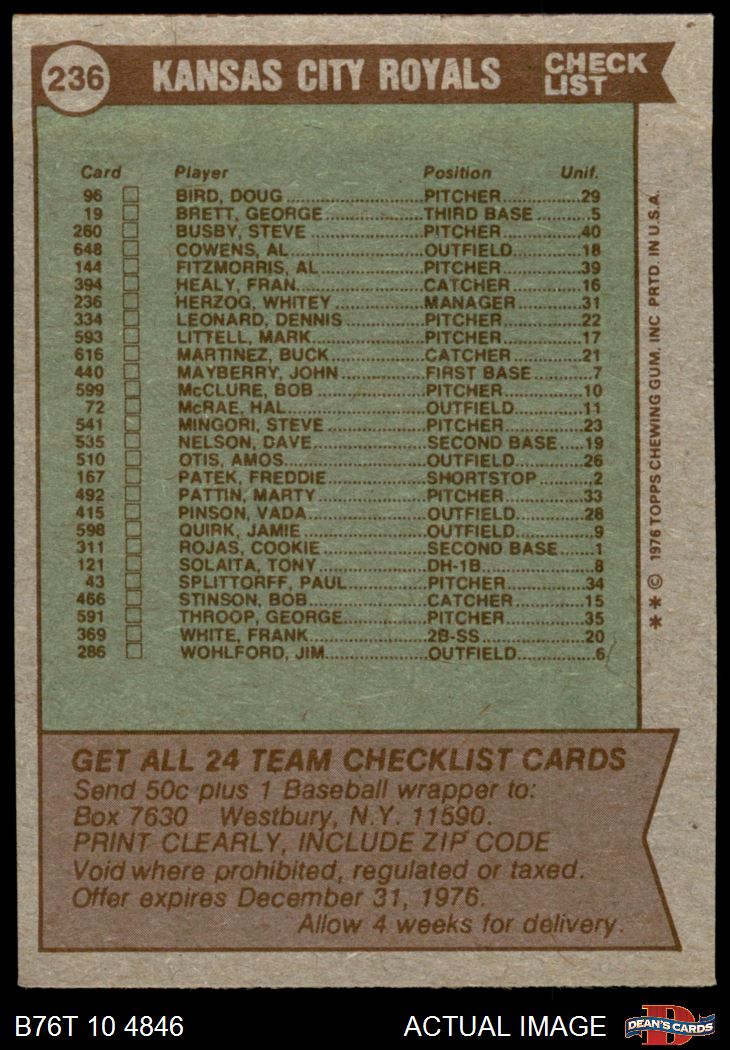 236 KANSAS CITY ROYALS CHECK LIST
Card Player Position Unif.
96 BIRD, DOUG PITCHER 29
19 BRETT, GEORGE THIRD BASE 5
260 BUSBY, STEVE PITCHER 40
648 COWENS, AL OUTFIELD 18
144 FITZMORRIS, AL PITCHER 39
394 HEALY, FRAN CATCHER 16
236 HERZOG, WHITEY MANAGER 31
334 LEONARD, DENNIS PITCHER 22
593 LITTELL, MARK PITCHER 17
616 MARTINEZ, BUCK CATCHER 21
440 MAYBERRY, JOHN FIRST BASE 7
599 McCLURE, BOB PITCHER 10
72 McRAE, HAL OUTFIELD 11
541 MINGORI, STEVE PITCHER 23
535 NELSON, DAVE SECOND BASE 19
510 OTIS, AMOS OUTFIELD 26
167 PATEK, FREDDIE SHORTSTOP 2
492 PATTIN, MARTY PITCHER 33
415 PINSON, VADA OUTFIELD 28
598 QUIRK, JAMIE OUTFIELD 9
311 ROJAS, COOKIE SECOND BASE 1
121 SOLAITA, TONY DH-1B 8
43 SPLITTORFF, PAUL PITCHER 34
466 STINSON, BOB CATCHER 15
591 THROOP, GEORGE PITCHER 35
369 WHITE, FRANK 2B-SS 20
286 WOHLFORD, JIM OUTFIELD 6
* * © 1976 TOPPS CHEWING GUM, INC PRTD. IN U.S.A.
GET ALL 24 TEAM CHECKLIST CARDS
Send 50c plus 1 Baseball wrapper to:
Box 7630 Westbury, N.Y. 11590.
PRINT CLEARLY, INCLUDE ZIP CODE
Void where prohibited, regulated or taxed.
Offer expires December 31, 1976.
Allow 4 weeks for delivery.
B76T 10 4846 ACTUAL IMAGE D DEAN'S CARDS